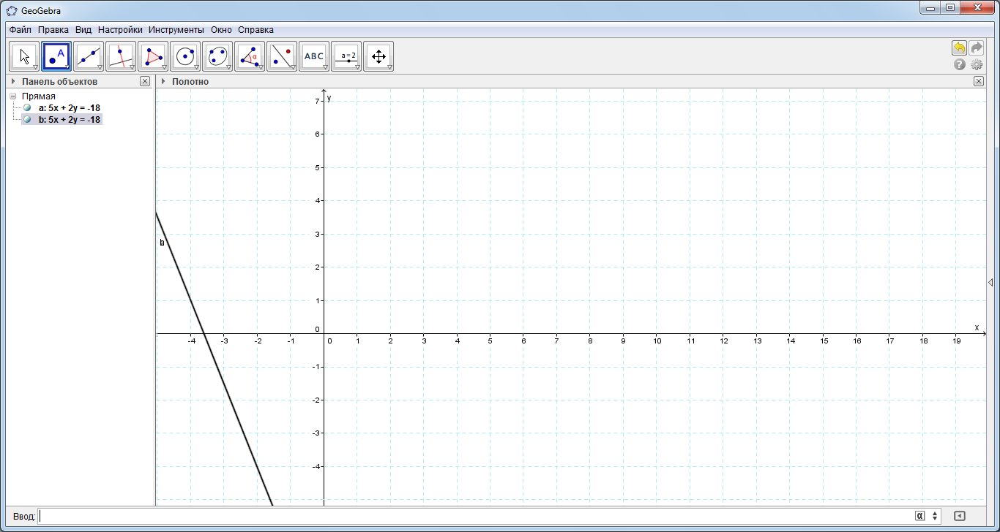 GeoGebra
Файл Правка Вид Настройки Инструменты Окно Справка
A α ABC a=2
Панель объектов
Полотно
Прямая
a: 5x + 2y = -18
b: 5x + 2y = -18
y
7
6
5
4
3
2
1
0
x
-4 -3 -2 -1 0 1 2 3 4 5 6 7 8 9 10 11 12 13 14 15 16 17 18 19
-1
-2
-3
-4
Ввод:
α